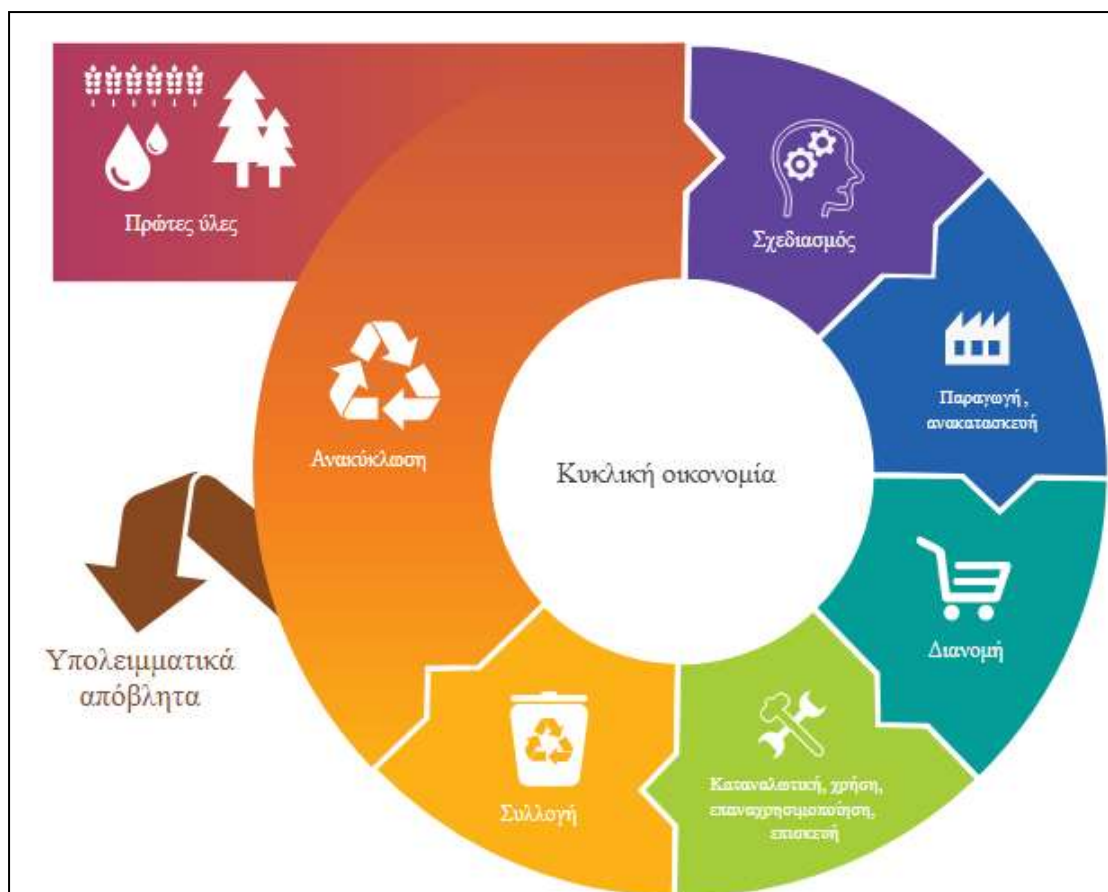 Πρώτες ύλες
Σχεδιασμός
Παραγωγή,
ανακατασκευή
Διανομή
Καταναλωτική, χρήση,
επαναχρησιμοποίηση,
επισκευή
Συλλογή
Ανακύκλωση
Υπολειμματικά
απόβλητα
Κυκλική οικονομία